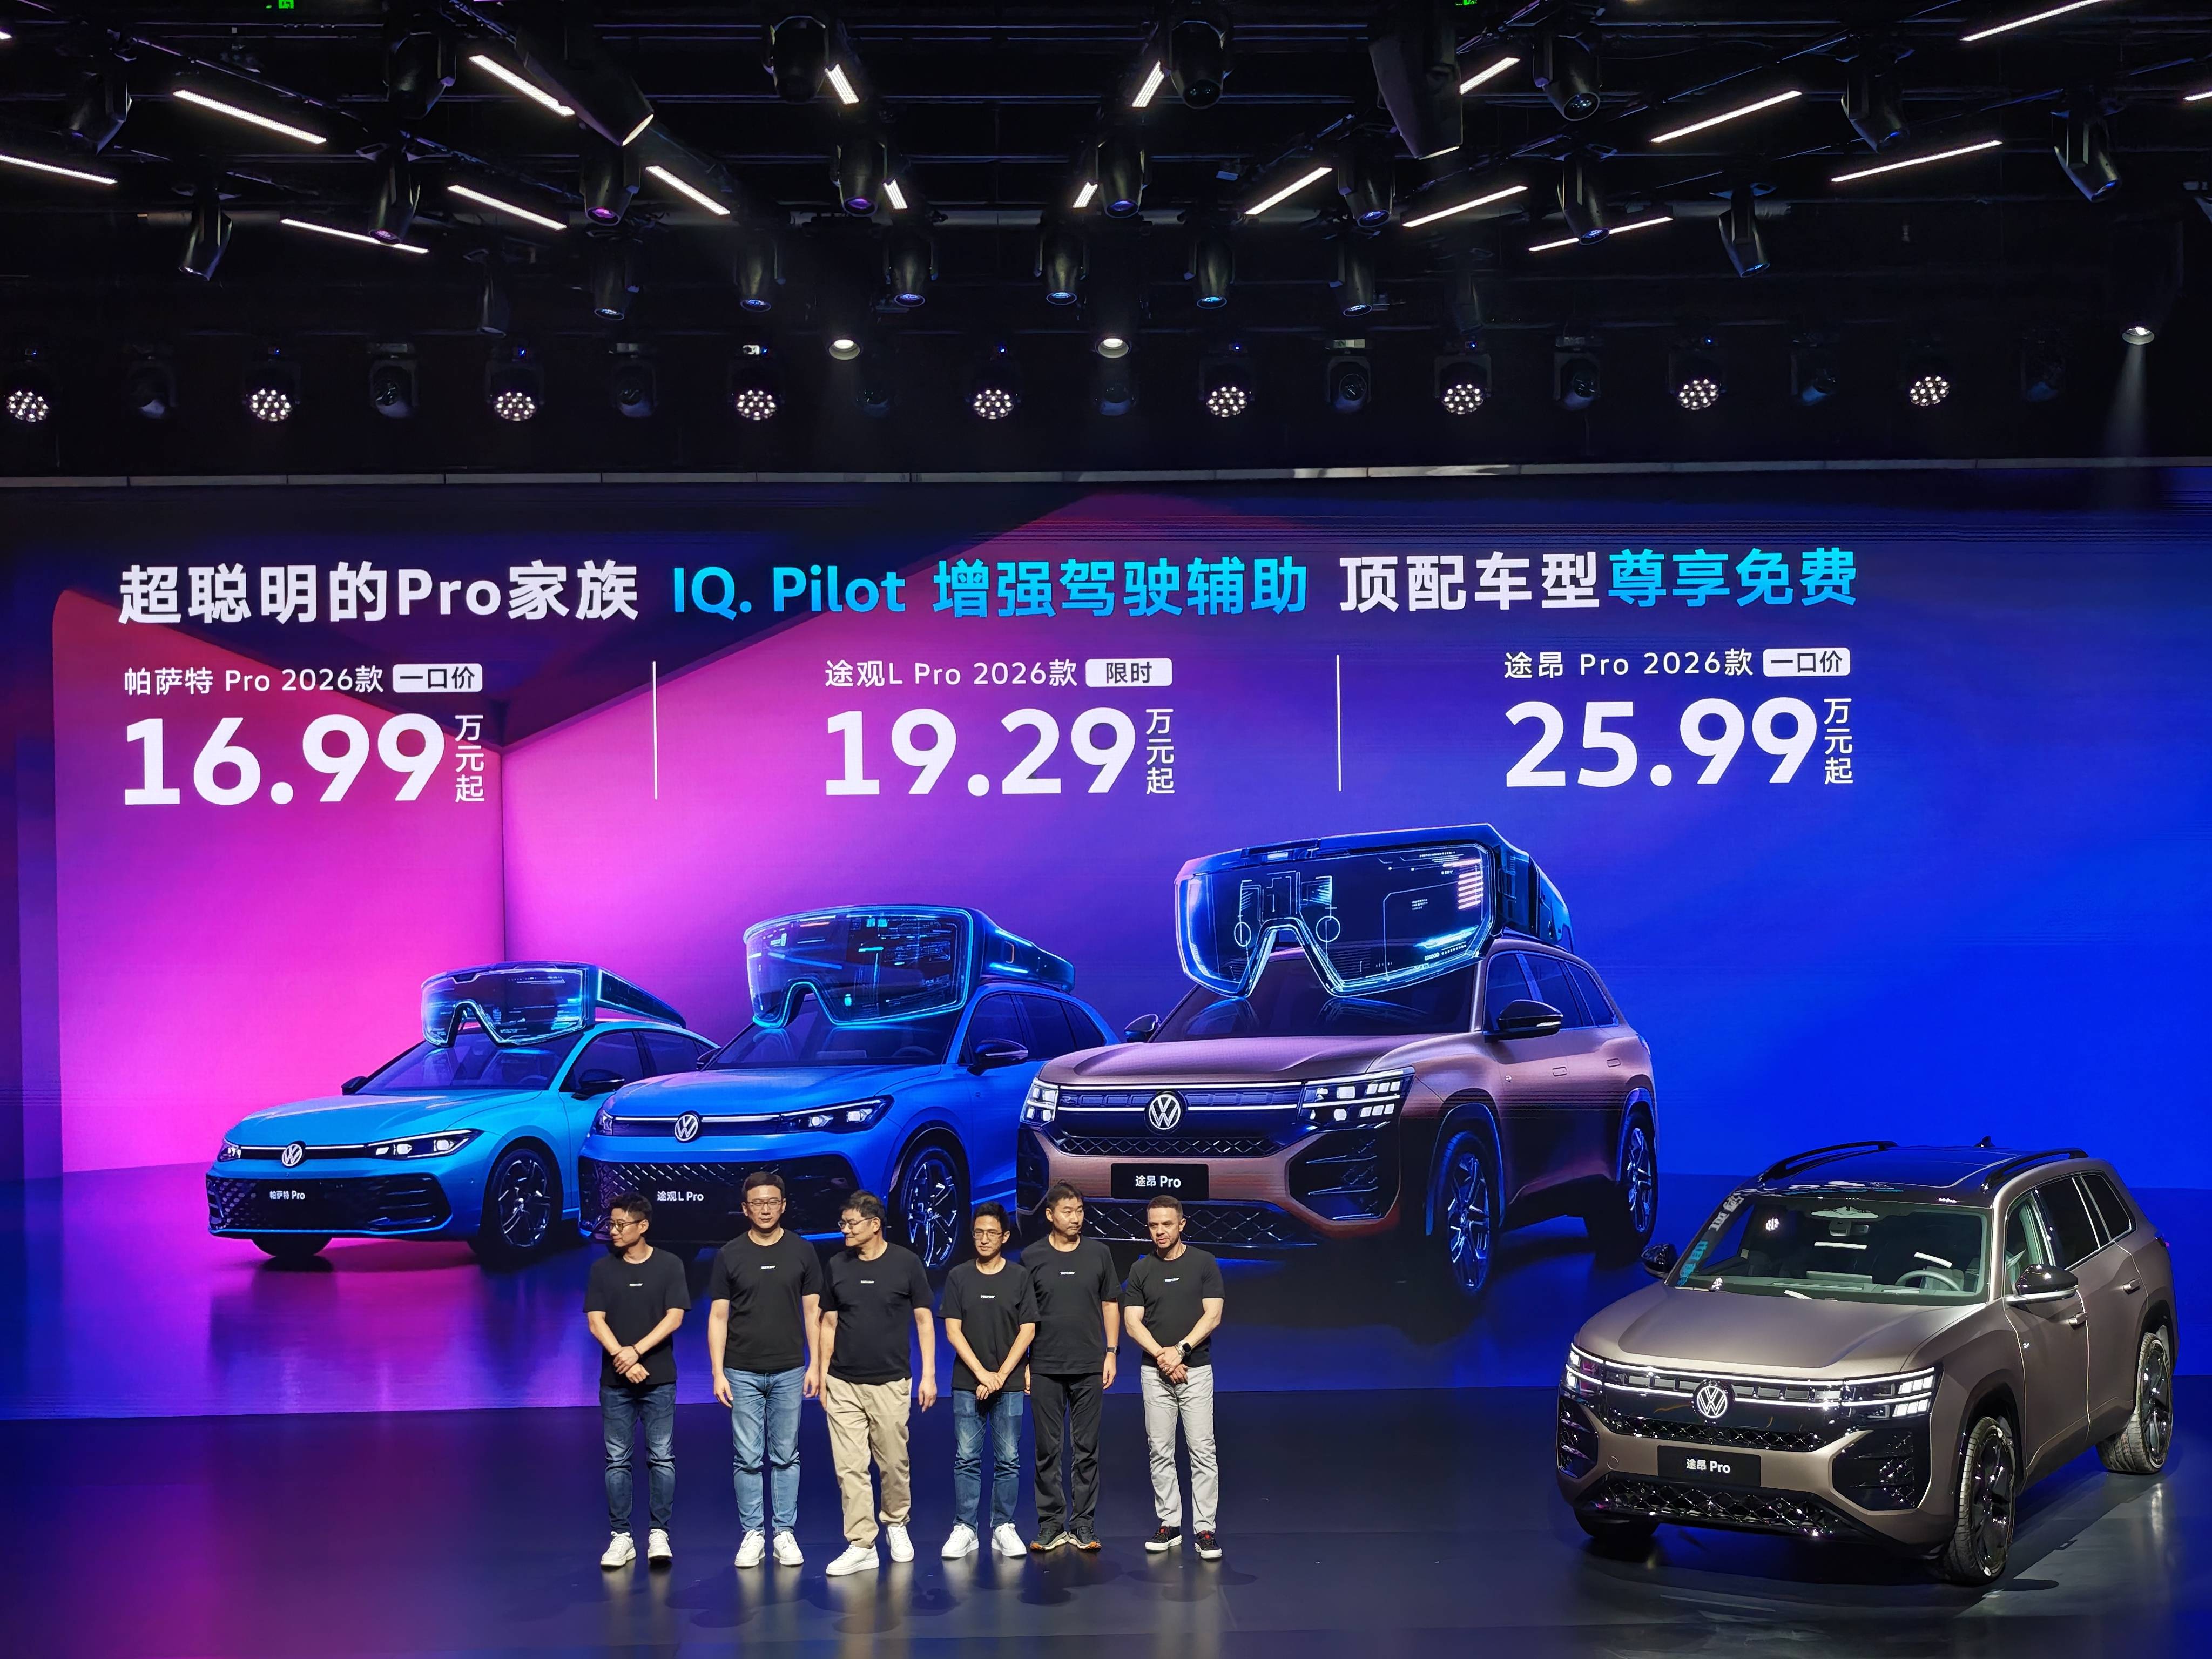 超聪明的Pro家族 IQ. Pilot 增强驾驶辅助 顶配车型尊享免费
帕萨特 Pro 2026款 一口价
16.99 万元起
途观L Pro 2026款 限时
19.29 万元起
途昂 Pro 2026款 一口价
25.99 万元起
帕萨特 Pro
途观L Pro
途昂 Pro
途昂 Pro